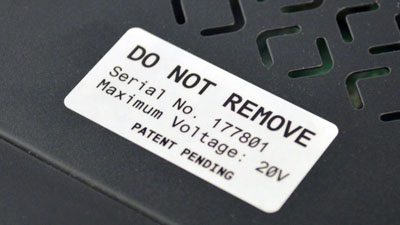 DO NOT REMOVE
Serial No. 177801
Maximum Voltage: 20V
PATENT PENDING